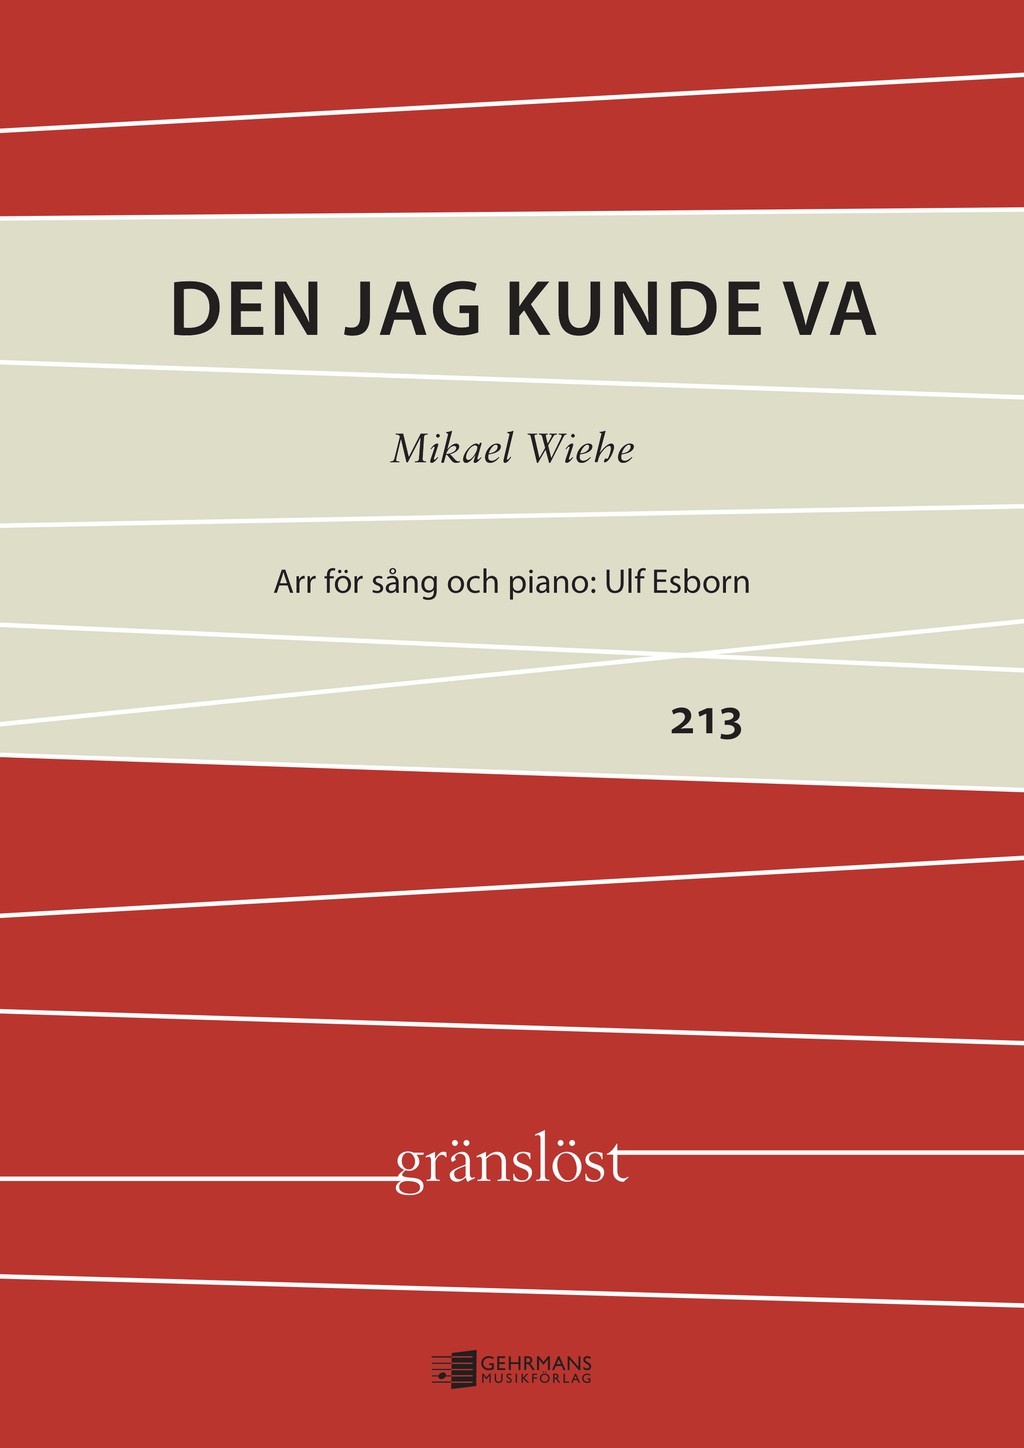 DEN JAG KUNDE VA
Mikael Wiehe
Arr för sång och piano: Ulf Esborn
213
gränslöst
GEHRMANS
MUSIKFÖRLAG